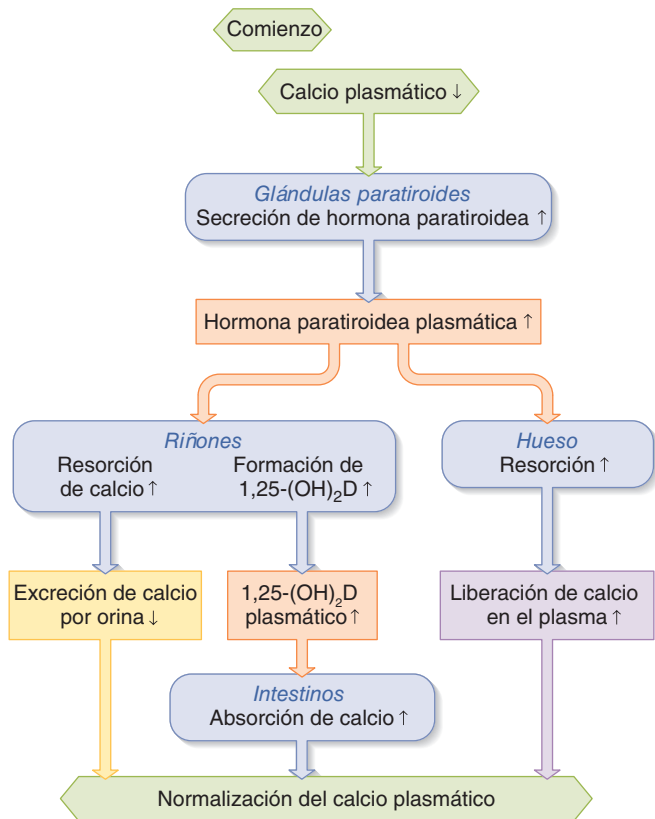 Comienzo
Calcio plasmático ↓
Glándulas paratiroides
Secreción de hormona paratiroidea ↑
Hormona paratiroidea plasmática ↑
Riñones
Resorción
de calcio ↑
Formación de
1,25-(OH)₂D ↑
Hueso
Resorción ↑
Excreción de calcio
por orina ↓
1,25-(OH)₂D
plasmático ↑
Liberación de calcio
en el plasma ↑
Intestinos
Absorción de calcio ↑
Normalización del calcio plasmático